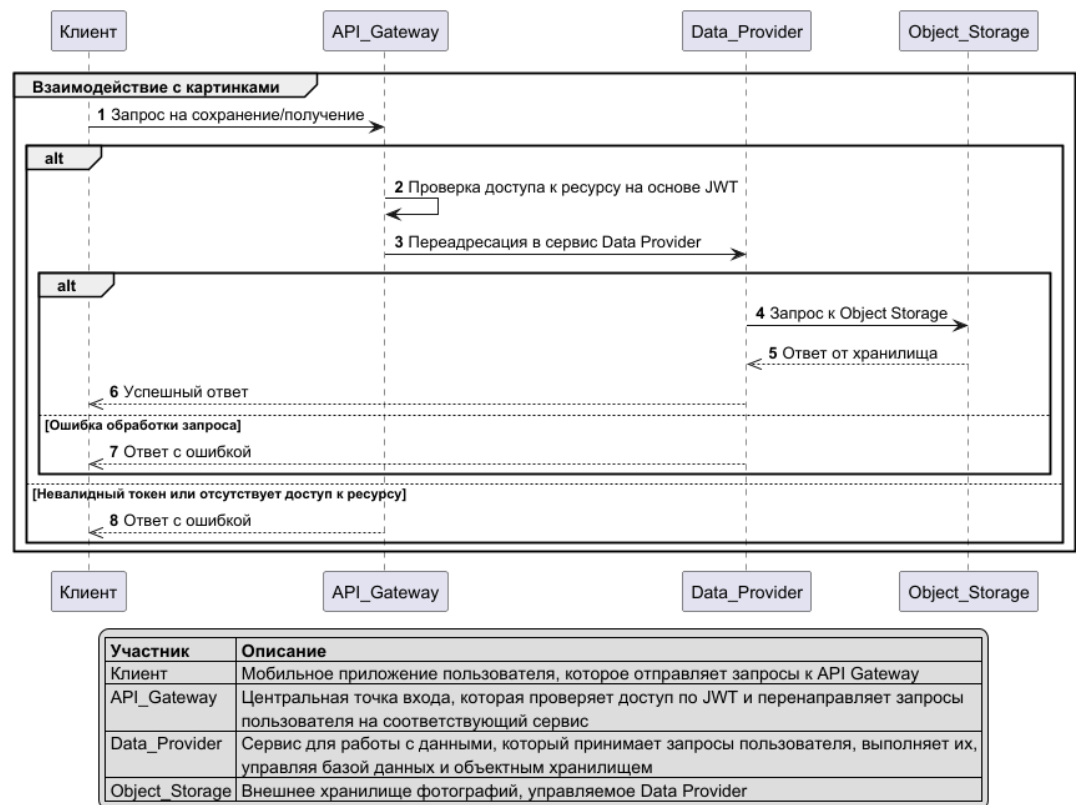 Клиент API_Gateway Data_Provider Object_Storage
Взаимодействие с картинками
1 Запрос на сохранение/получение
alt
2 Проверка доступа к ресурсу на основе JWT
3 Переадресация в сервис Data Provider
alt
4 Запрос к Object Storage
5 Ответ от хранилища
6 Успешный ответ
[Ошибка обработки запроса]
7 Ответ с ошибкой
[Невалидный токен или отсутствует доступ к ресурсу]
8 Ответ с ошибкой
Клиент API_Gateway Data_Provider Object_Storage
Участник Описание
Клиент Мобильное приложение пользователя, которое отправляет запросы к API Gateway
API_Gateway Центральная точка входа, которая проверяет доступ по JWT и перенаправляет запросы
пользователя на соответствующий сервис
Data_Provider Сервис для работы с данными, который принимает запросы пользователя, выполняет их,
управляя базой данных и объектным хранилищем
Object_Storage Внешнее хранилище фотографий, управляемое Data Provider